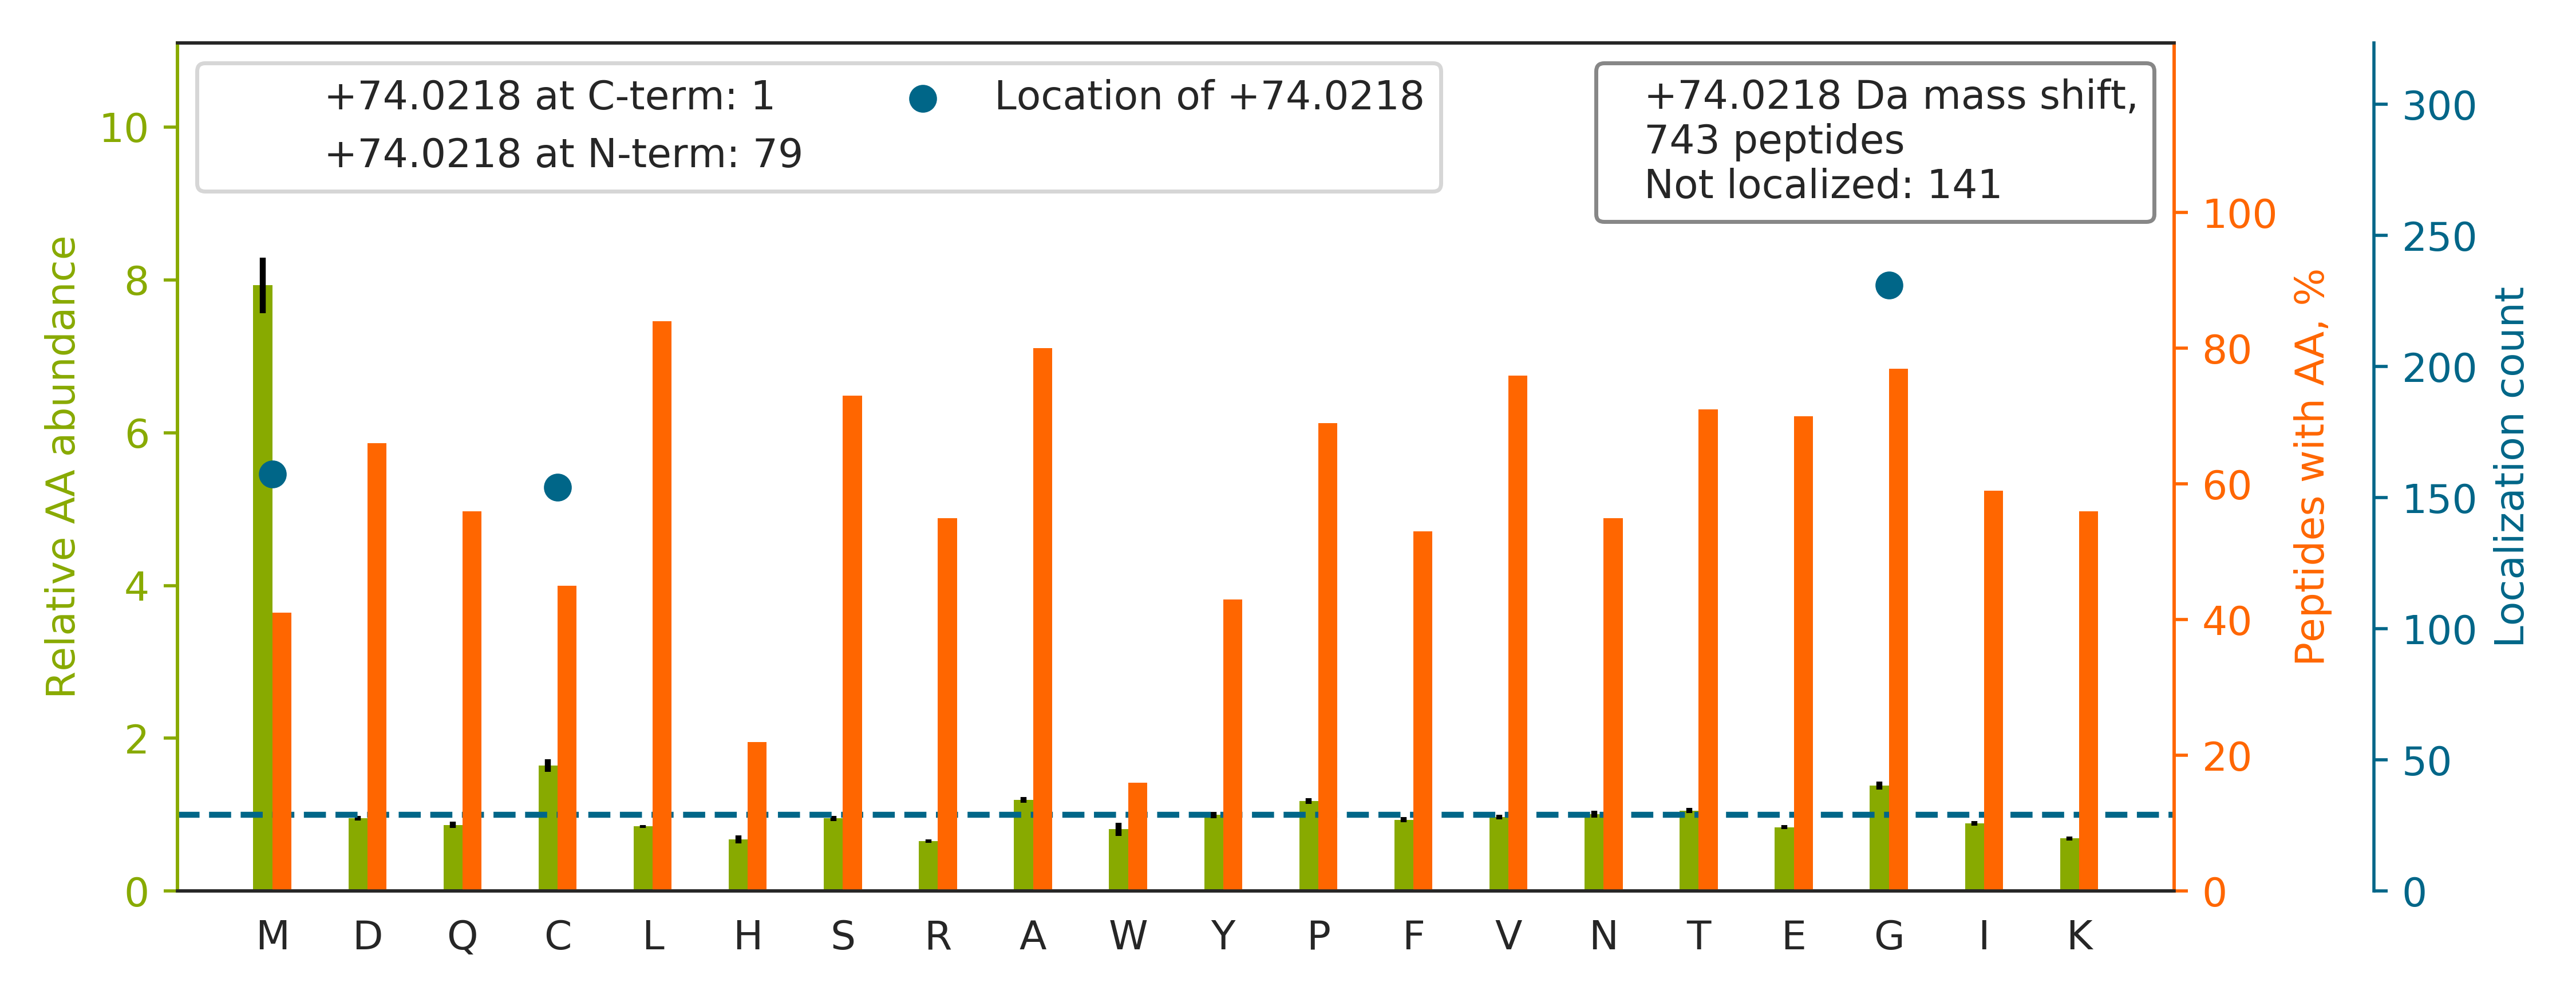 +74.0218 at C-term: 1
+74.0218 at N-term: 79
Location of +74.0218
+74.0218 Da mass shift,
743 peptides
Not localized: 141
Relative AA abundance
10
8
6
4
2
0
Peptides with AA, %
100
80
60
40
20
0
Localization count
300
250
200
150
100
50
0
M D Q C L H S R A W Y P F V N T E G I K